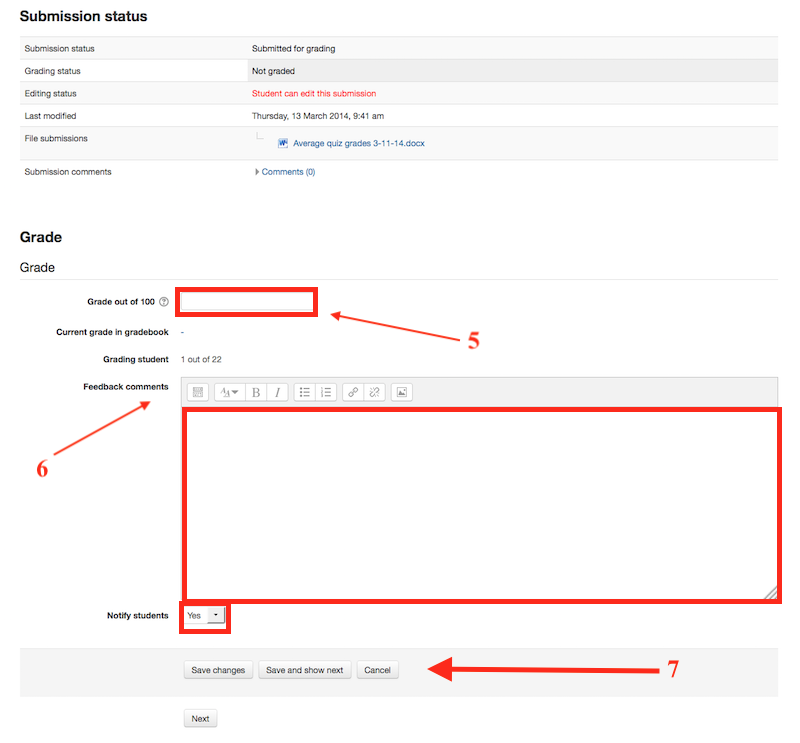 Submission status
Submission status Submitted for grading
Grading status Not graded
Editing status Student can edit this submission
Last modified Thursday, 13 March 2014, 9:41 am
File submissions
Average quiz grades 3-11-14.docx
Submission comments Comments (0)
Grade
Grade
Grade out of 100
5
Current grade in gradebook -
Grading student 1 out of 22
Feedback comments
B I
6
Notify students Yes
7
Save changes Save and show next Cancel
Next